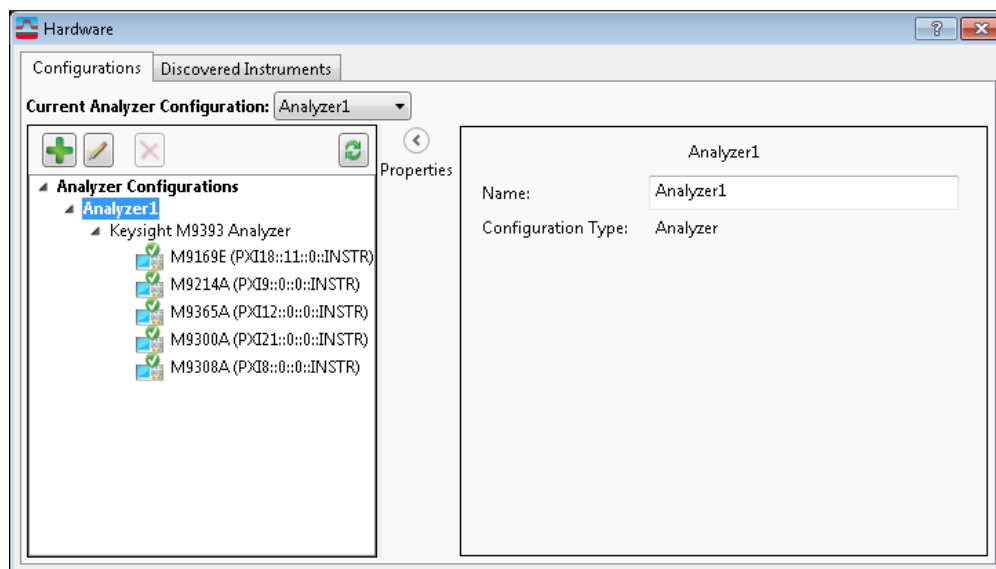 Hardware
Configurations
Discovered Instruments
Current Analyzer Configuration: Analyzer1
Properties
Analyzer Configurations
Analyzer1
Keysight M9393 Analyzer
M9169E (PXI18::11::0::INSTR)
M9214A (PXI9::0::0::INSTR)
M9365A (PXI12::0::0::INSTR)
M9300A (PXI21::0::0::INSTR)
M9308A (PXI8::0::0::INSTR)
Analyzer1
Name: Analyzer1
Configuration Type: Analyzer